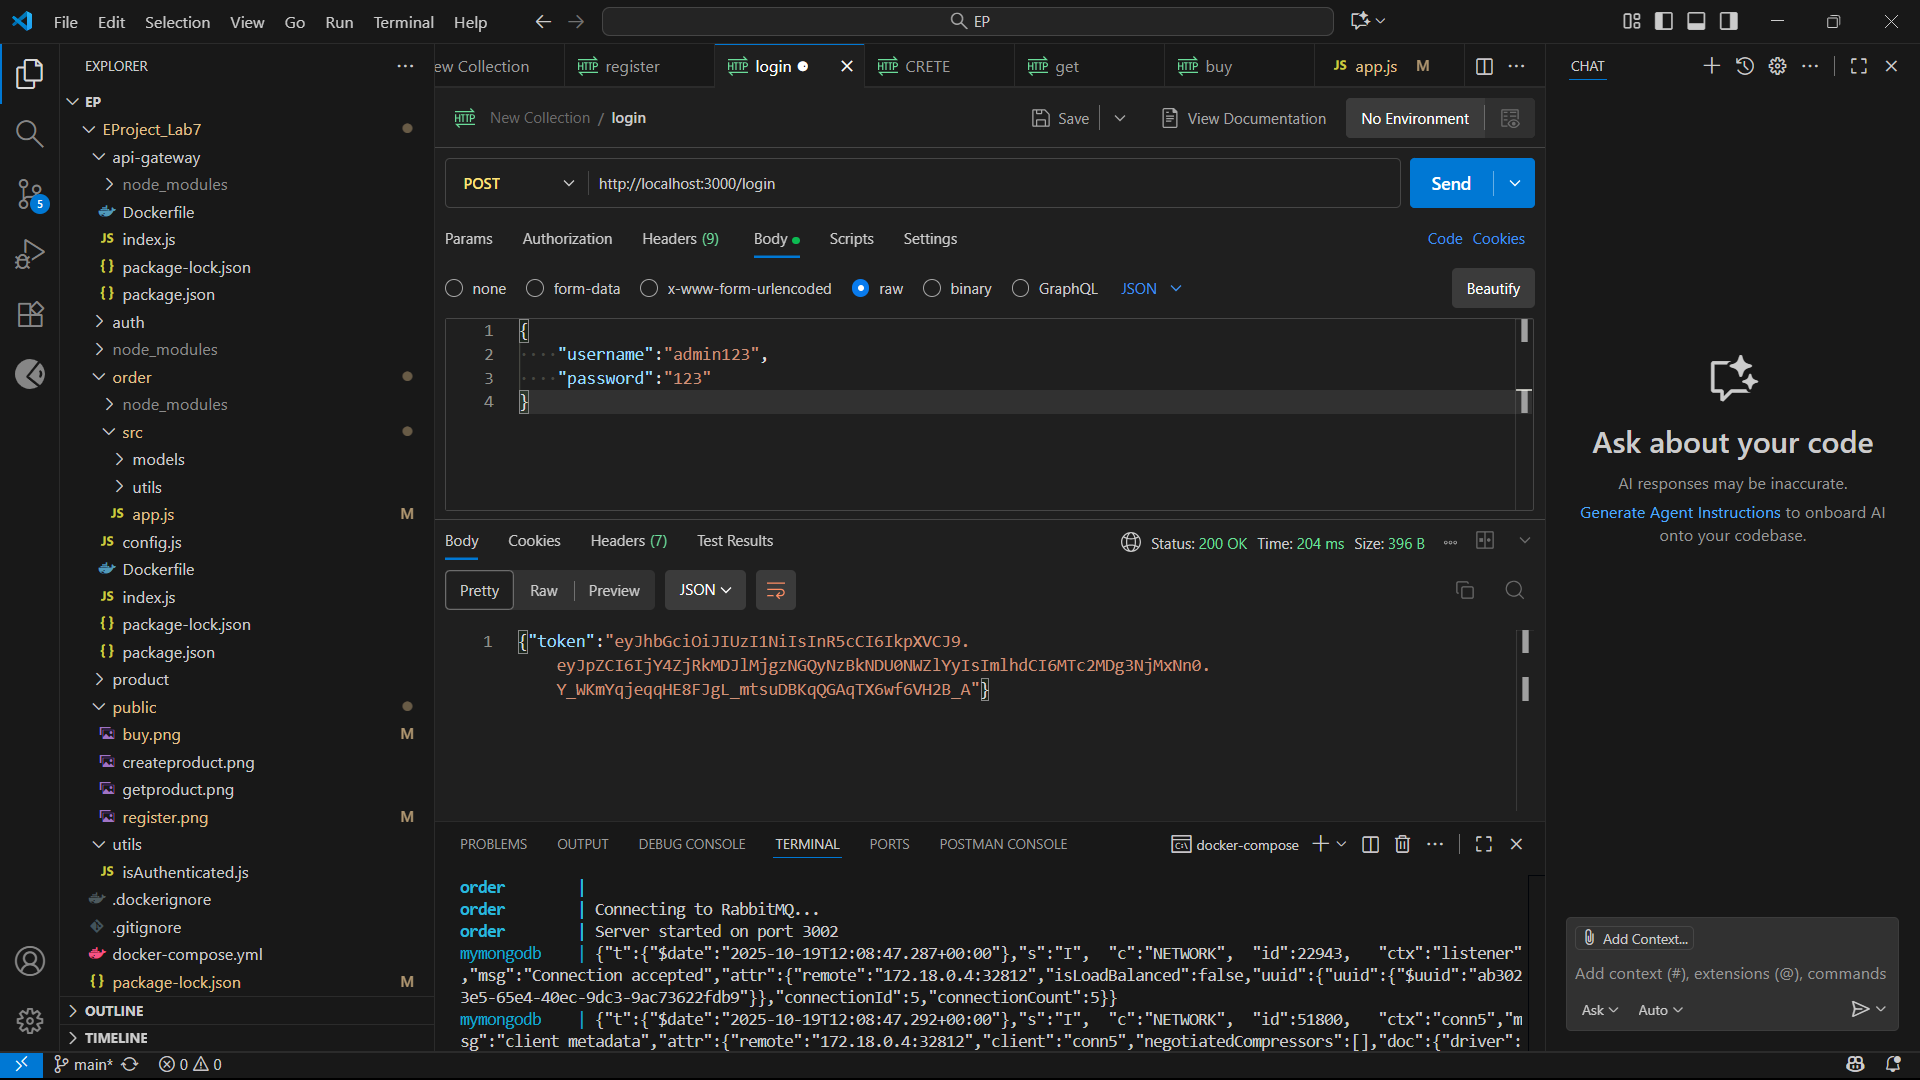 File Edit Selection View Go Run Terminal Help
EP
EXPLORER
EP
EProject_Lab7
api-gateway
node_modules
Dockerfile
JS index.js
{} package-lock.json
{} package.json
auth
node_modules
order
node_modules
src
models
utils
JS app.js M
JS config.js
Dockerfile
JS index.js
{} package-lock.json
{} package.json
product
public
buy.png M
createproduct.png
getproduct.png
register.png M
utils
JS isAuthenticated.js
.dockerignore
.gitignore
docker-compose.yml
{} package-lock.json M
OUTLINE
TIMELINE
5
ew Collection
HTTP register
HTTP login
HTTP CRETE
HTTP get
HTTP buy
JS app.js M
HTTP New Collection / login
Save
View Documentation
No Environment
POST http://localhost:3000/login
Send
Params Authorization Headers (9) Body Scripts Settings Code Cookies
none form-data x-www-form-urlencoded raw binary GraphQL JSON Beautify
1 {
2 ····"username":"admin123",
3 ····"password":"123"
4 }
Body Cookies Headers (7) Test Results Status: 200 OK Time: 204 ms Size: 396 B
Pretty Raw Preview JSON
1 {"token":"eyJhbGciOiJIUzI1NiIsInR5cCI6IkpXVCJ9.
eyJpZCI6IjY4ZjRkMDJlMjgzNGQyNzBkNDU0NWZlYyIsImlhdCI6MTc2MDg3NjMxNn0.
Y_WKmYqjeqqHE8FJgL_mtsuDBKqQGAqTX6wf6VH2B_A"}
PROBLEMS OUTPUT DEBUG CONSOLE TERMINAL PORTS POSTMAN CONSOLE docker-compose
order |
order | Connecting to RabbitMQ...
order | Server started on port 3002
mymongodb | {"t":{"$date":"2025-10-19T12:08:47.287+00:00"},"s":"I", "c":"NETWORK", "id":22943, "ctx":"listener"
,"msg":"Connection accepted","attr":{"remote":"172.18.0.4:32812","isLoadBalanced":false,"uuid":{"uuid":{"$uuid":"ab302
3e5-65e4-40ec-9dc3-9ac73622fdb9"}},"connectionId":5,"connectionCount":5}}
mymongodb | {"t":{"$date":"2025-10-19T12:08:47.292+00:00"},"s":"I", "c":"NETWORK", "id":51800, "ctx":"conn5","m
sg":"client metadata","attr":{"remote":"172.18.0.4:32812","client":"conn5","negotiatedCompressors":[],"doc":{"driver":
CHAT
Ask about your code
AI responses may be inaccurate.
Generate Agent Instructions to onboard AI
onto your codebase.
Add Context...
Add context (#), extensions (@), commands
Ask Auto
main* 0 0